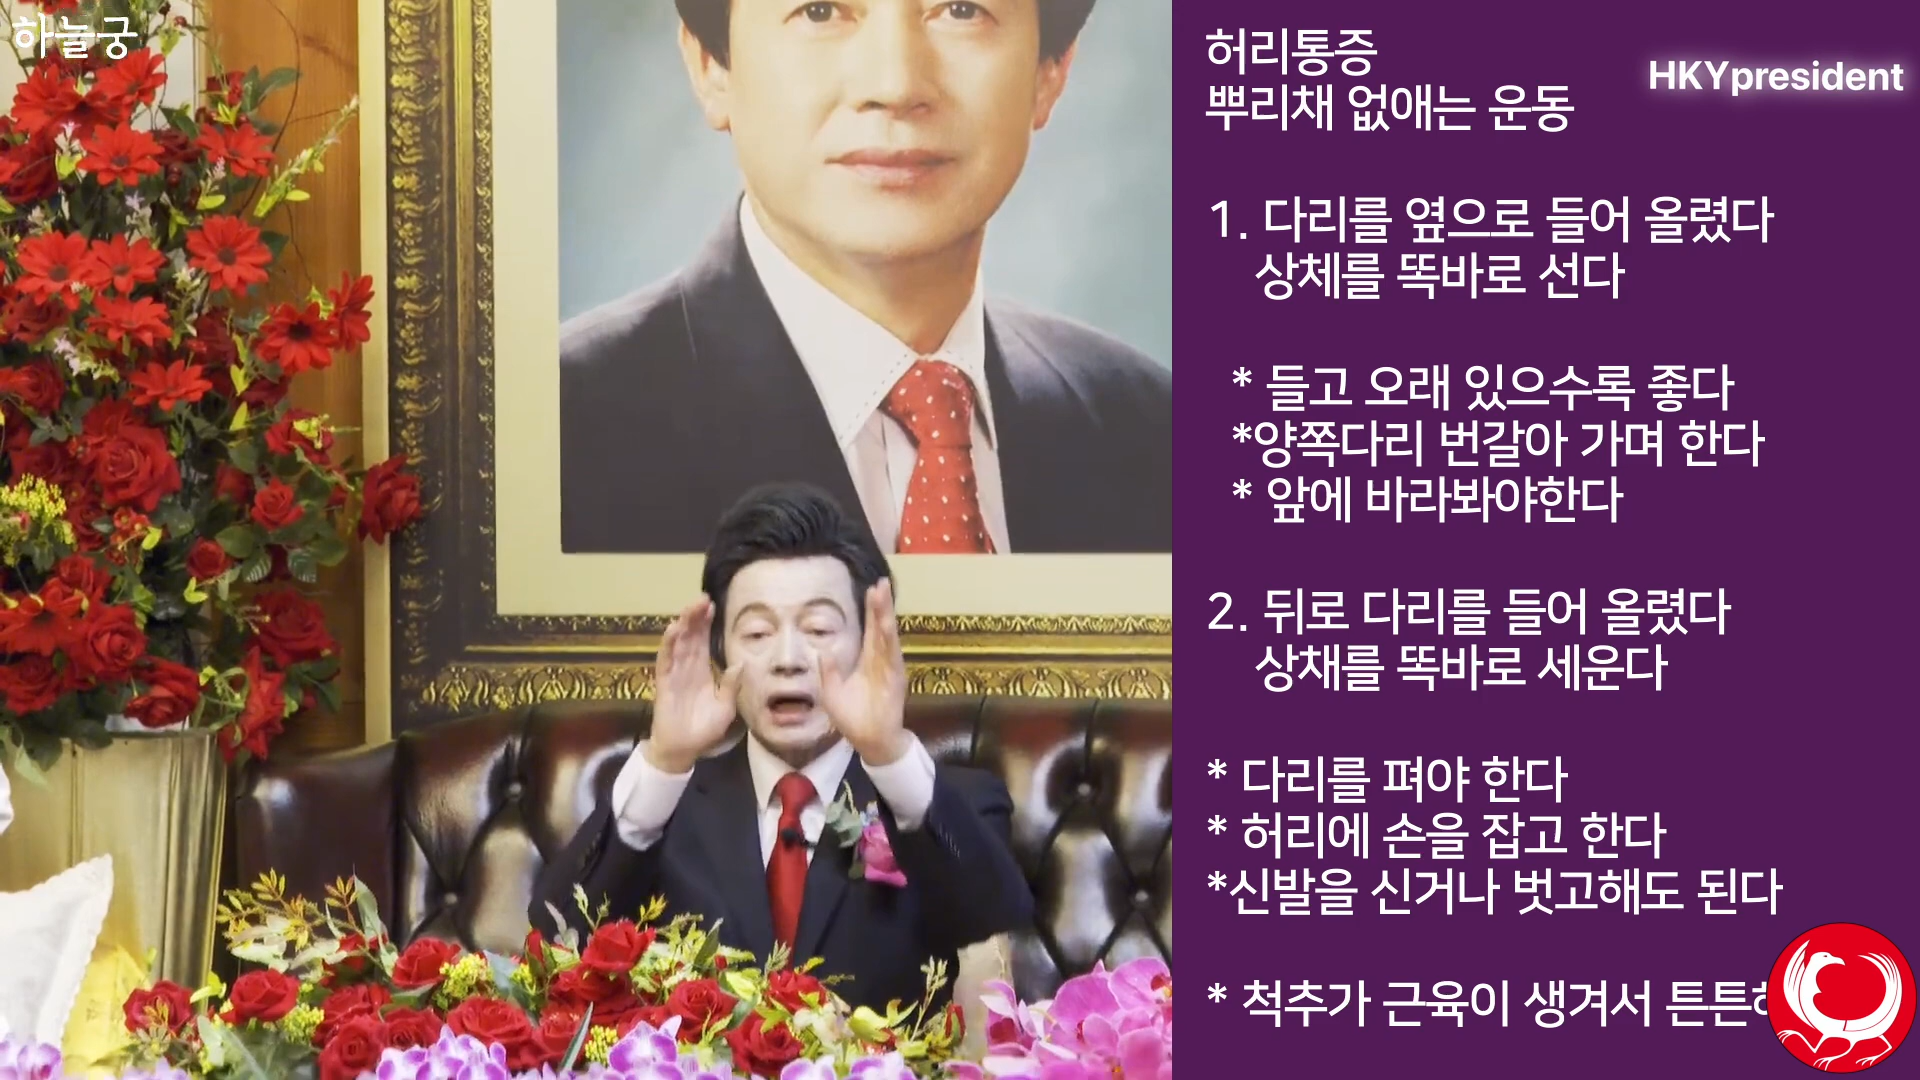 하늘궁
HKYpresident
허리통증
뿌리채 없애는 운동
1. 다리를 옆으로 들어 올렸다
상체를 똑바로 선다
* 들고 오래 있으수록 좋다
*양쪽다리 번갈아 가며 한다
* 앞에 바라봐야한다
2. 뒤로 다리를 들어 올렸다
상채를 똑바로 세운다
* 다리를 펴야 한다
* 허리에 손을 잡고 한다
*신발을 신거나 벗고해도 된다
* 척추가 근육이 생겨서